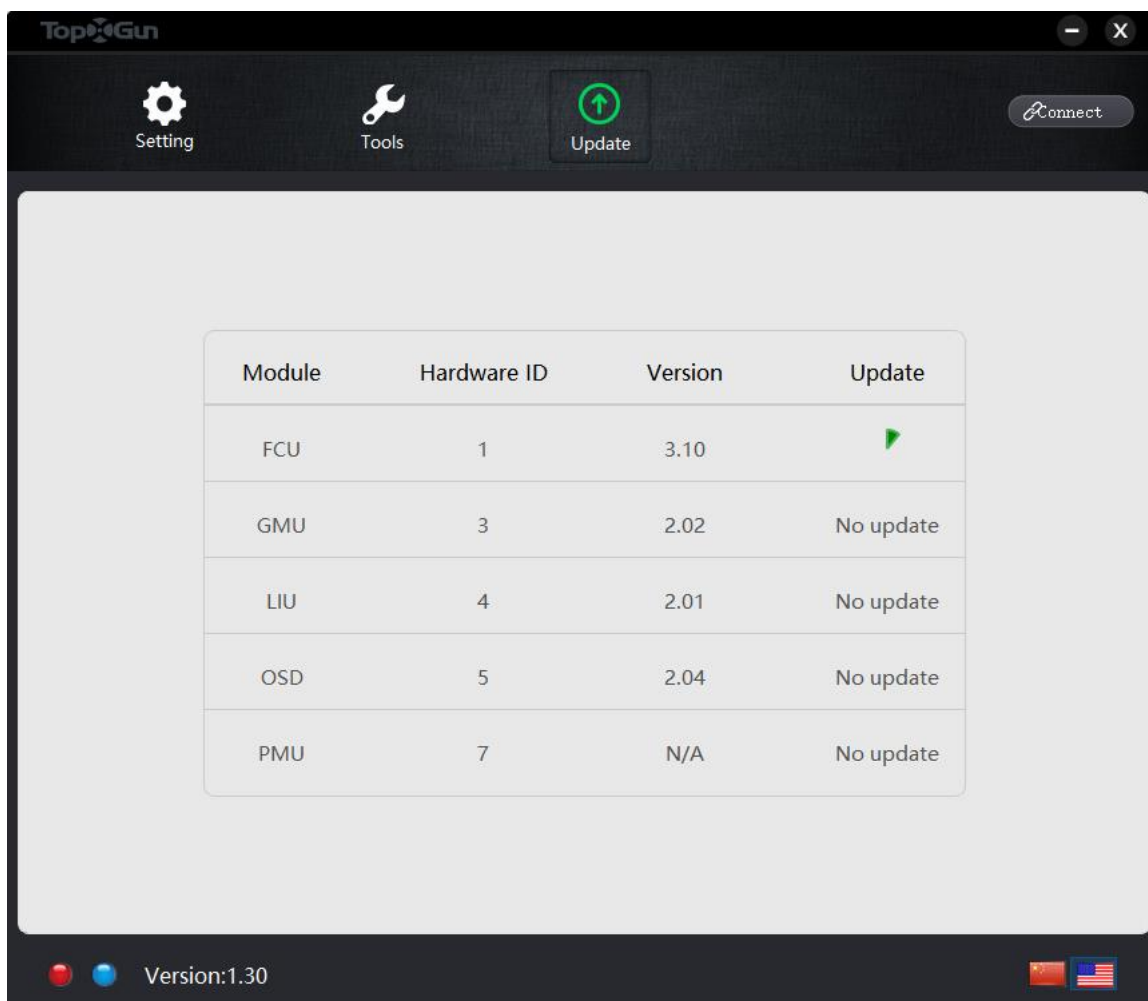 TopXGun
Setting Tools Update Connect
Module Hardware ID Version Update
FCU 1 3.10
GMU 3 2.02 No update
LIU 4 2.01 No update
OSD 5 2.04 No update
PMU 7 N/A No update
Version:1.30